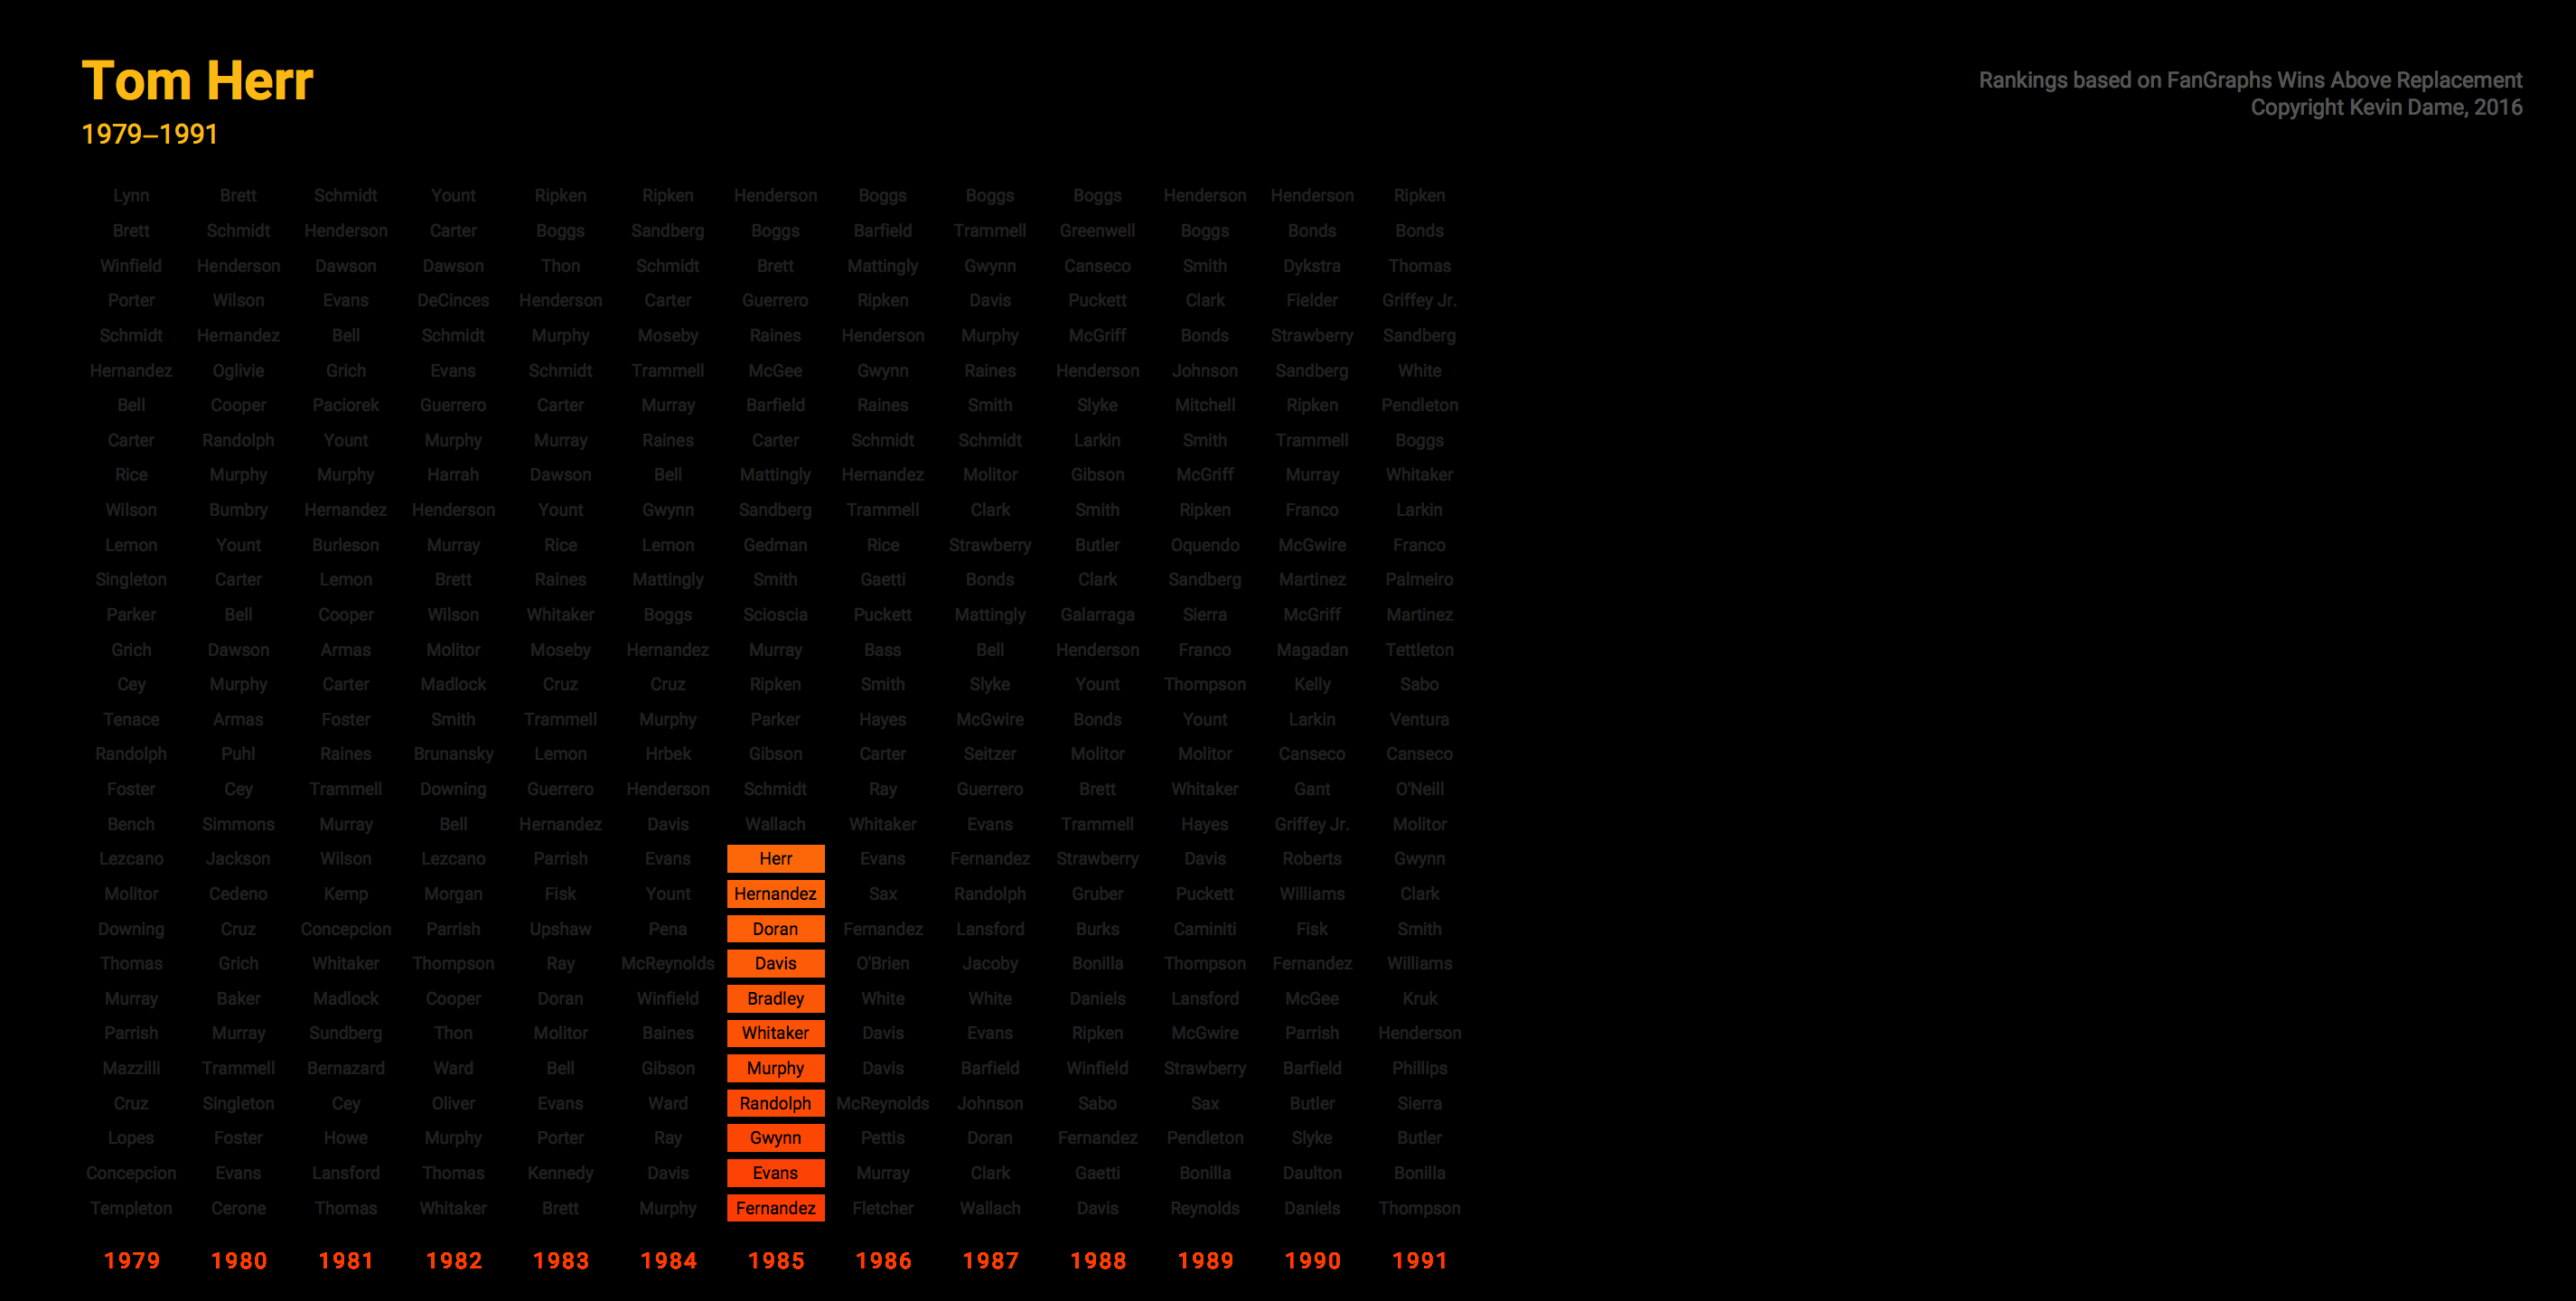 Tom Herr
1979–1991
Rankings based on FanGraphs Wins Above Replacement
Copyright Kevin Dame, 2016
Lynn Brett Schmidt Yount Ripken Ripken Henderson Boggs Boggs Boggs Henderson Henderson Ripken
Brett Schmidt Henderson Carter Boggs Sandberg Boggs Barfield Trammell Greenwell Boggs Bonds Bonds
Winfield Henderson Dawson Dawson Thon Schmidt Brett Mattingly Gwynn Canseco Smith Dykstra Thomas
Porter Wilson Evans DeCinces Henderson Carter Guerrero Ripken Davis Puckett Clark Fielder Griffey Jr.
Schmidt Hernandez Bell Schmidt Murphy Moseby Raines Henderson Murphy McGriff Bonds Strawberry Sandberg
Hernandez Oglivie Grich Evans Schmidt Trammell McGee Gwynn Raines Henderson Johnson Sandberg White
Bell Cooper Paciorek Guerrero Carter Murray Barfield Raines Smith Slyke Mitchell Ripken Pendleton
Carter Randolph Yount Murphy Murray Raines Carter Schmidt Schmidt Larkin Smith Trammell Boggs
Rice Murphy Murphy Harrah Dawson Bell Mattingly Hernandez Molitor Gibson McGriff Murray Whitaker
Wilson Bumbry Hernandez Henderson Yount Gwynn Sandberg Trammell Clark Smith Ripken Franco Larkin
Lemon Yount Burleson Murray Rice Lemon Gedman Rice Strawberry Butler Oquendo McGwire Franco
Singleton Carter Lemon Brett Raines Mattingly Smith Gaetti Bonds Clark Sandberg Martinez Palmeiro
Parker Bell Cooper Wilson Whitaker Boggs Scioscia Puckett Mattingly Galarraga Sierra McGriff Martinez
Grich Dawson Armas Molitor Moseby Hernandez Murray Bass Bell Henderson Franco Magadan Tettleton
Cey Murphy Carter Madlock Cruz Cruz Ripken Smith Slyke Yount Thompson Kelly Sabo
Tenace Armas Foster Smith Trammell Murphy Parker Hayes McGwire Bonds Yount Larkin Ventura
Randolph Puhl Raines Brunansky Lemon Hrbek Gibson Carter Seitzer Molitor Molitor Canseco Canseco
Foster Cey Trammell Downing Guerrero Henderson Schmidt Ray Guerrero Brett Whitaker Gant O'Neill
Bench Simmons Murray Bell Hernandez Davis Wallach Whitaker Evans Trammell Hayes Griffey Jr. Molitor
Lezcano Jackson Wilson Lezcano Parrish Evans Herr Evans Fernandez Strawberry Davis Roberts Gwynn
Molitor Cedeno Kemp Morgan Fisk Yount Hernandez Sax Randolph Gruber Puckett Williams Clark
Downing Cruz Concepcion Parrish Upshaw Pena Doran Fernandez Lansford Burks Caminiti Fisk Smith
Thomas Grich Whitaker Thompson Ray McReynolds Davis O'Brien Jacoby Bonilla Thompson Fernandez Williams
Murray Baker Madlock Cooper Doran Winfield Bradley White White Daniels Lansford McGee Kruk
Parrish Murray Sundberg Thon Molitor Baines Whitaker Davis Evans Ripken McGwire Parrish Henderson
Mazzilli Trammell Bernazard Ward Bell Gibson Murphy Davis Barfield Winfield Strawberry Barfield Phillips
Cruz Singleton Cey Oliver Evans Ward Randolph McReynolds Johnson Sabo Sax Butler Sierra
Lopes Foster Howe Murphy Porter Ray Gwynn Pettis Doran Fernandez Pendleton Slyke Butler
Concepcion Evans Lansford Thomas Kennedy Davis Evans Murray Clark Gaetti Bonilla Daulton Bonilla
Templeton Cerone Thomas Whitaker Brett Murphy Fernandez Fletcher Wallach Davis Reynolds Daniels Thompson
1979 1980 1981 1982 1983 1984 1985 1986 1987 1988 1989 1990 1991